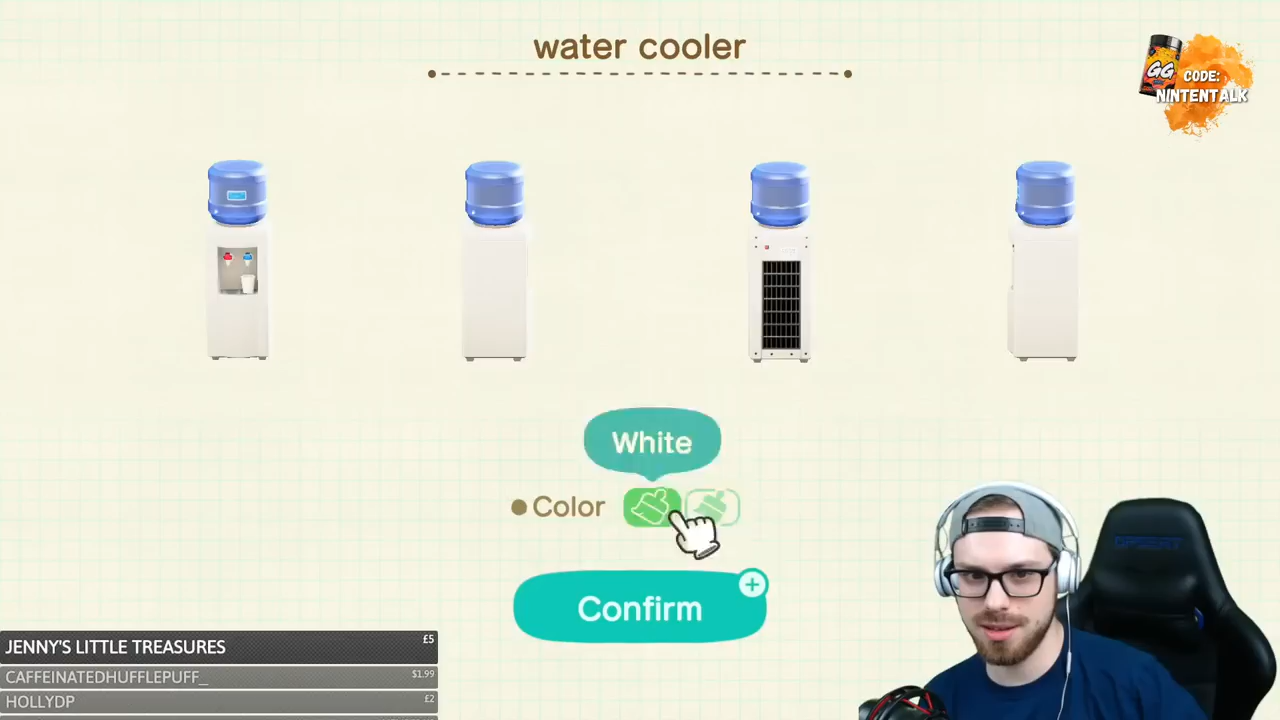 water cooler
GG
CODE:
NINTENTALK
White
Color
Confirm
JENNY'S LITTLE TREASURES £5
CAFFEINATEDHUFFLEPUFF_ $1.99
HOLLYDP £2